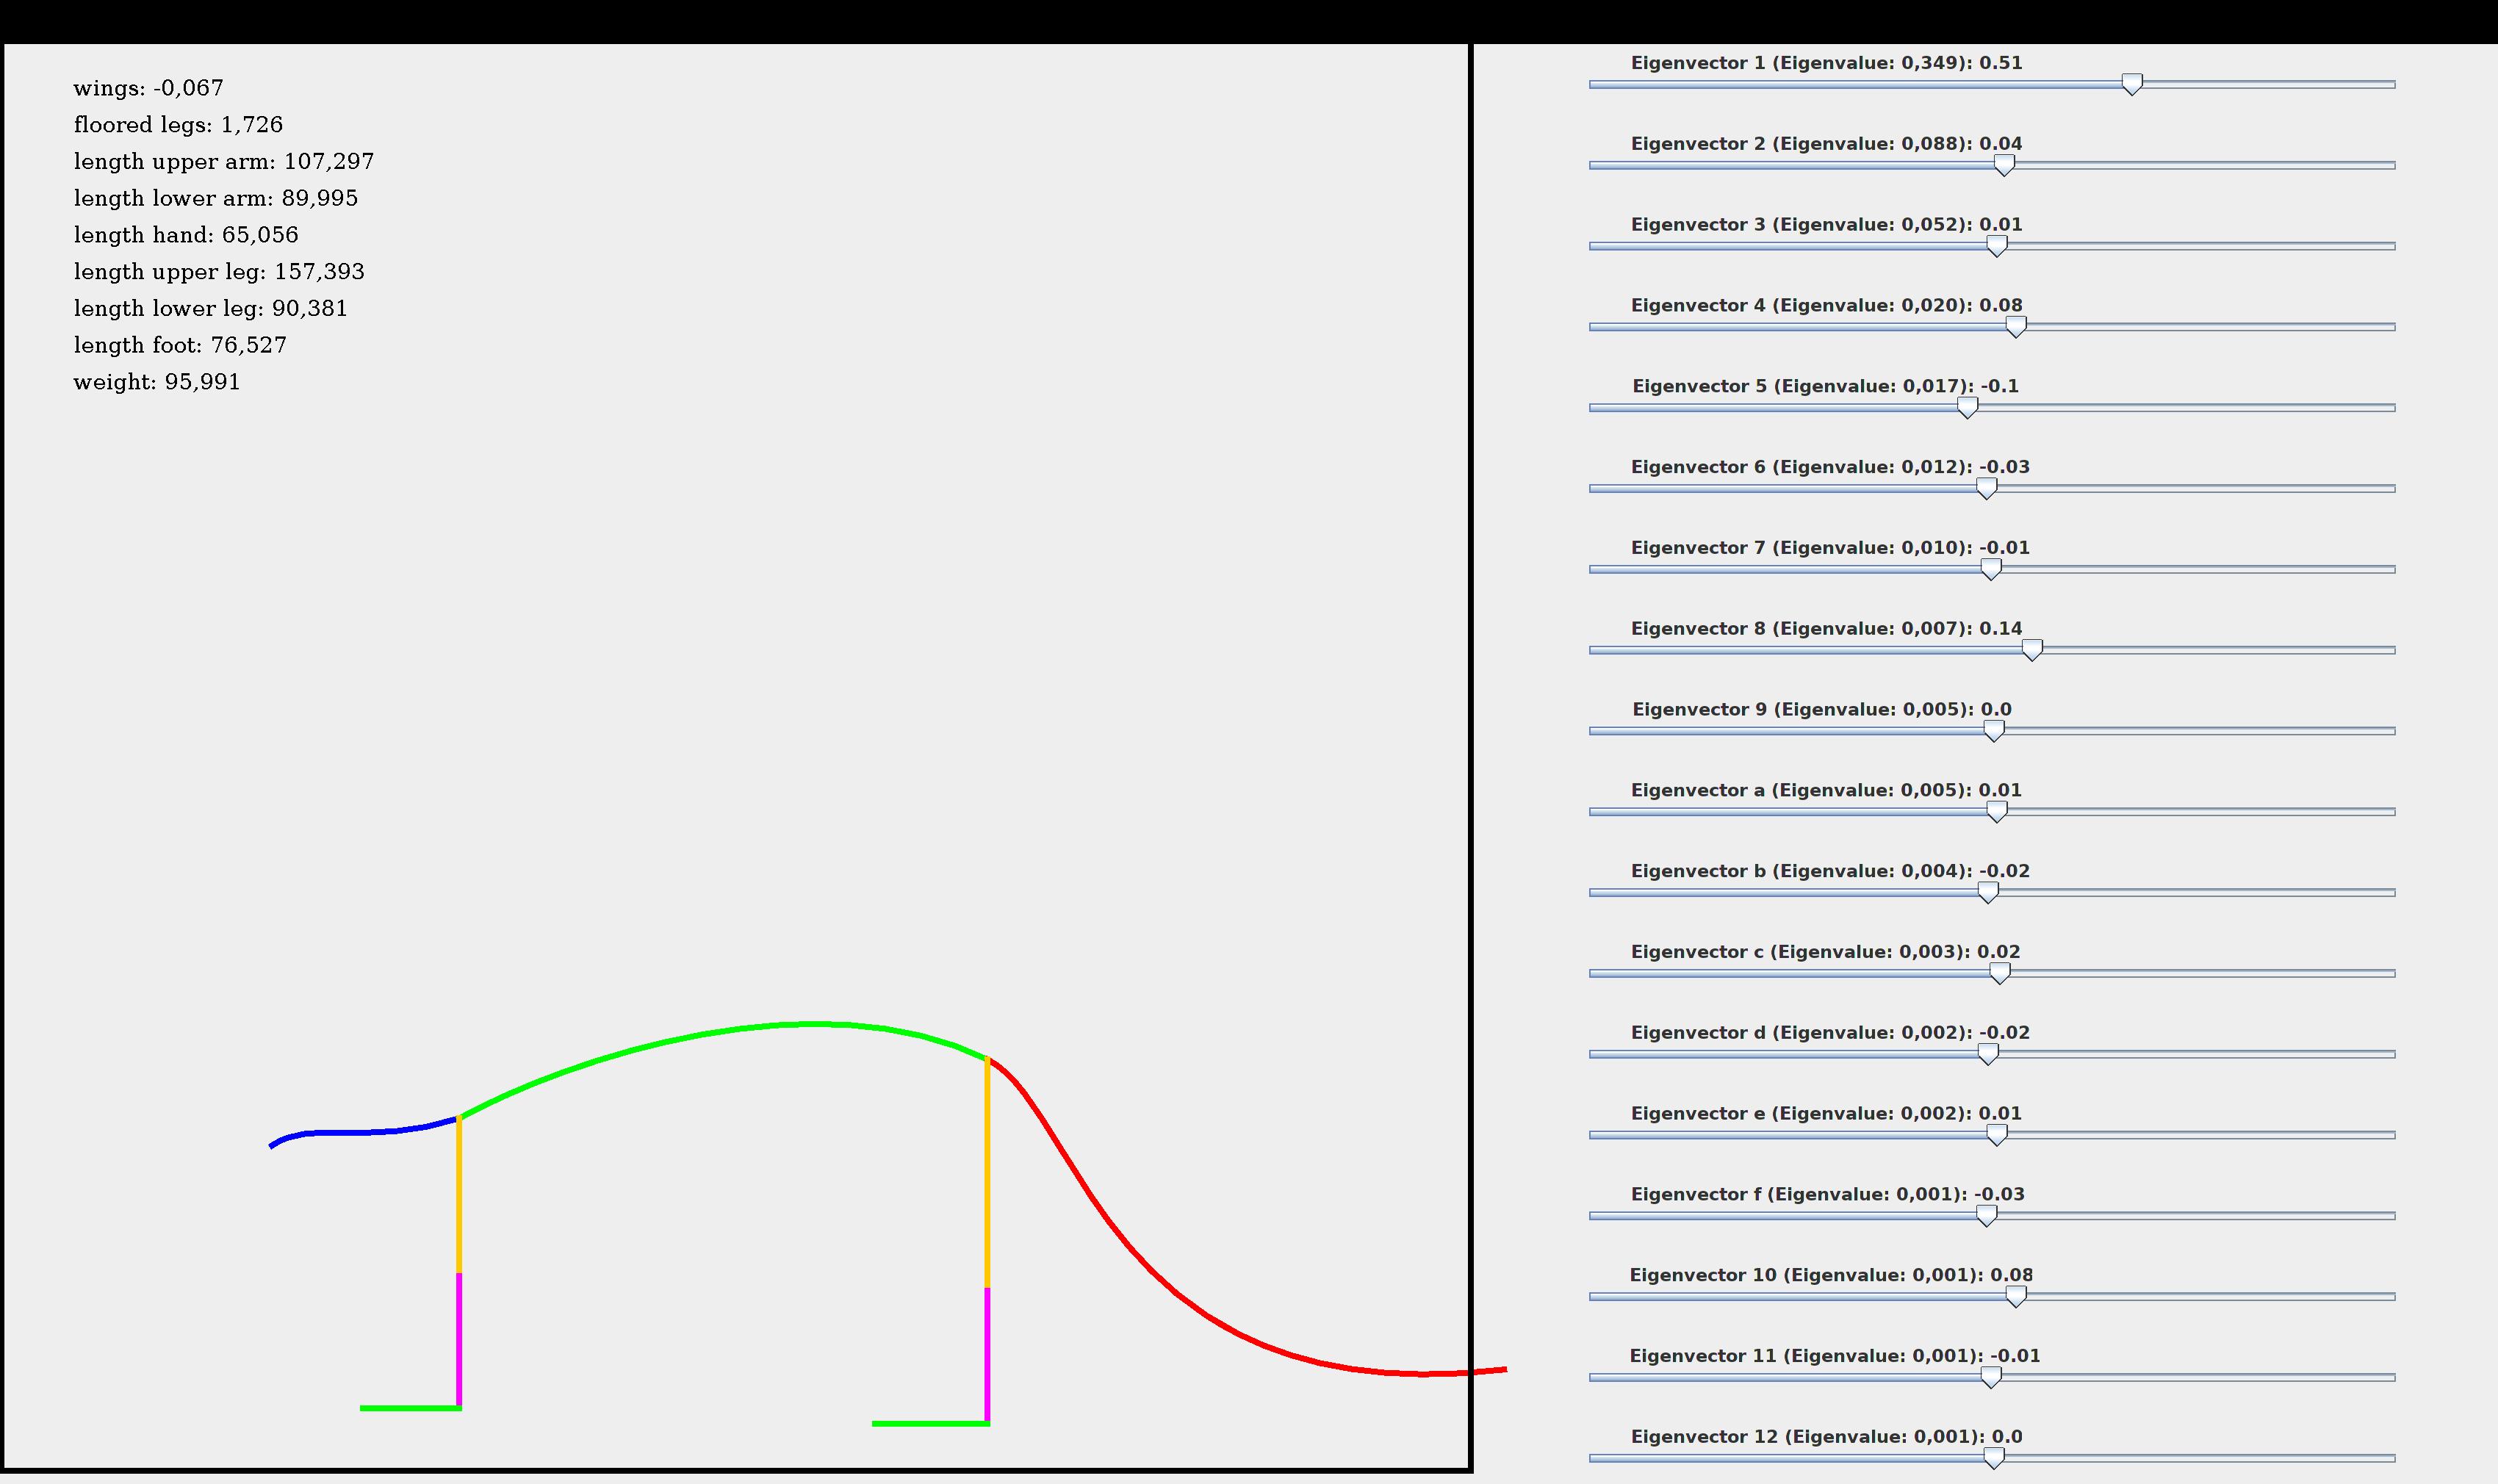 wings: -0,067
floored legs: 1,726
length upper arm: 107,297
length lower arm: 89,995
length hand: 65,056
length upper leg: 157,393
length lower leg: 90,381
length foot: 76,527
weight: 95,991
Eigenvector 1 (Eigenvalue: 0,349): 0.51
Eigenvector 2 (Eigenvalue: 0,088): 0.04
Eigenvector 3 (Eigenvalue: 0,052): 0.01
Eigenvector 4 (Eigenvalue: 0,020): 0.08
Eigenvector 5 (Eigenvalue: 0,017): -0.1
Eigenvector 6 (Eigenvalue: 0,012): -0.03
Eigenvector 7 (Eigenvalue: 0,010): -0.01
Eigenvector 8 (Eigenvalue: 0,007): 0.14
Eigenvector 9 (Eigenvalue: 0,005): 0.0
Eigenvector a (Eigenvalue: 0,005): 0.01
Eigenvector b (Eigenvalue: 0,004): -0.02
Eigenvector c (Eigenvalue: 0,003): 0.02
Eigenvector d (Eigenvalue: 0,002): -0.02
Eigenvector e (Eigenvalue: 0,002): 0.01
Eigenvector f (Eigenvalue: 0,001): -0.03
Eigenvector 10 (Eigenvalue: 0,001): 0.08
Eigenvector 11 (Eigenvalue: 0,001): -0.01
Eigenvector 12 (Eigenvalue: 0,001): 0.0